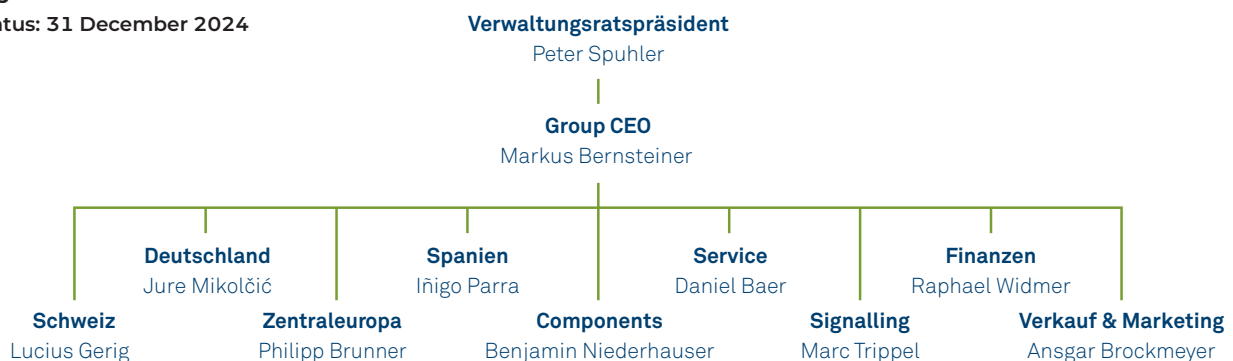 tus: 31 December 2024
Verwaltungsratspräsident
Peter Spuhler
Group CEO
Markus Bernsteiner
Deutschland
Jure Mikolčić
Spanien
Iñigo Parra
Service
Daniel Baer
Finanzen
Raphael Widmer
Schweiz
Lucius Gerig
Zentraleuropa
Philipp Brunner
Components
Benjamin Niederhauser
Signalling
Marc Trippel
Verkauf & Marketing
Ansgar Brockmeyer